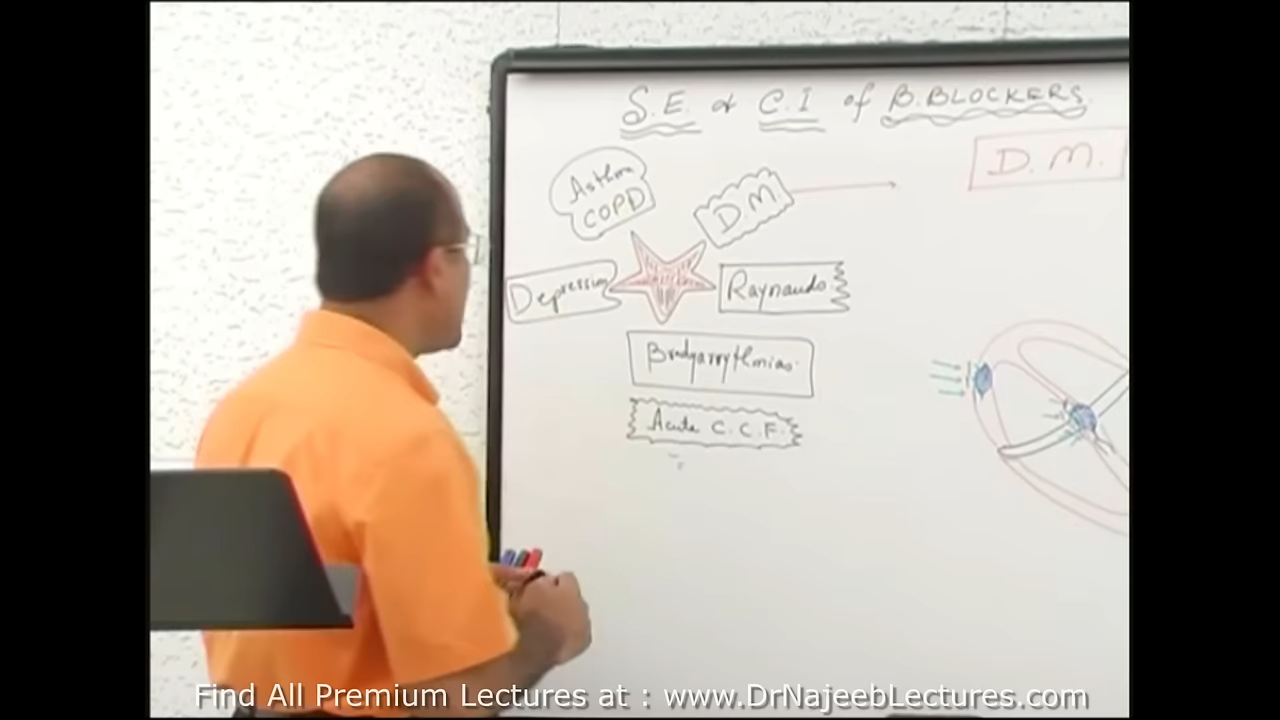 S.E. & C.I of B.BLOCKERS.
D.M.
Asthma
COPD
D.M.
Depression
Raynauds
Bradyarrythmias
Acute C.C.F.
Find All Premium Lectures at : www.DrNajeebLectures.com